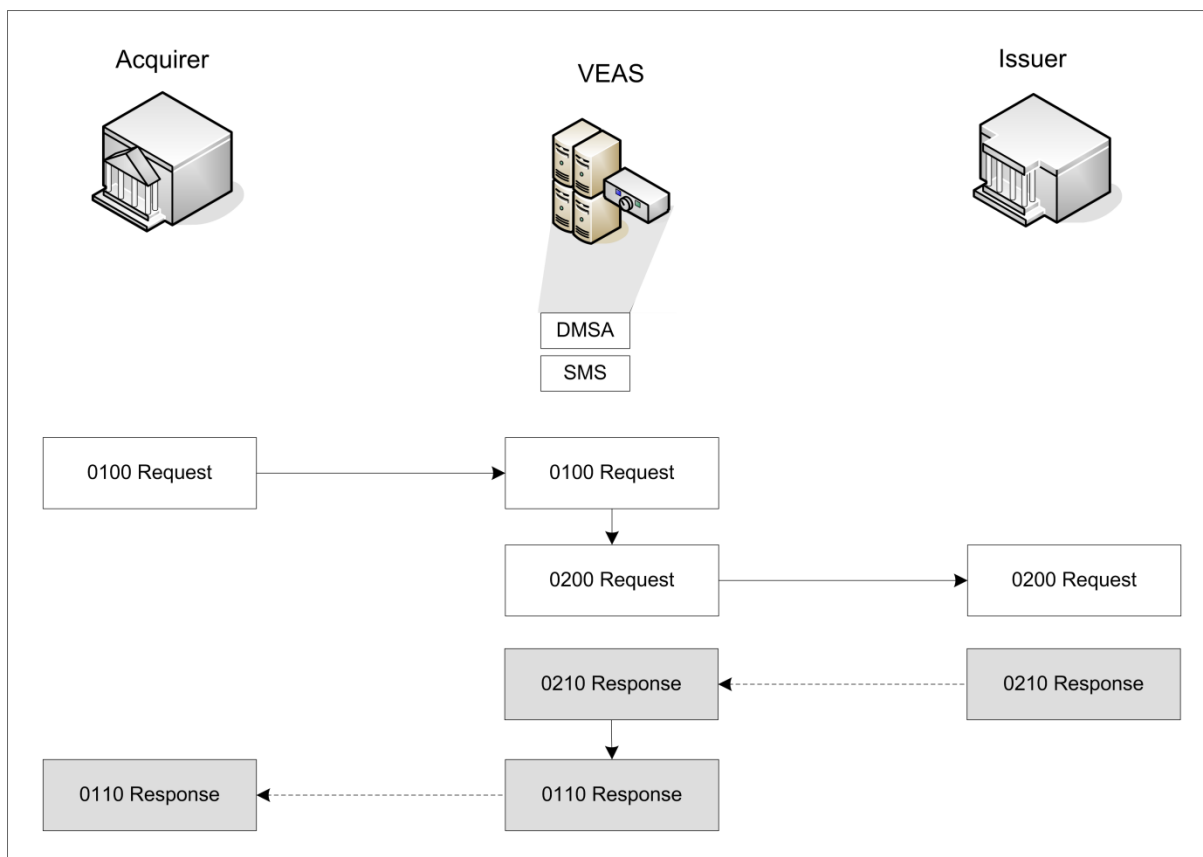 Acquirer
VEAS
Issuer
DMSA
SMS
0100 Request
0100 Request
0200 Request
0200 Request
0210 Response
0210 Response
0110 Response
0110 Response